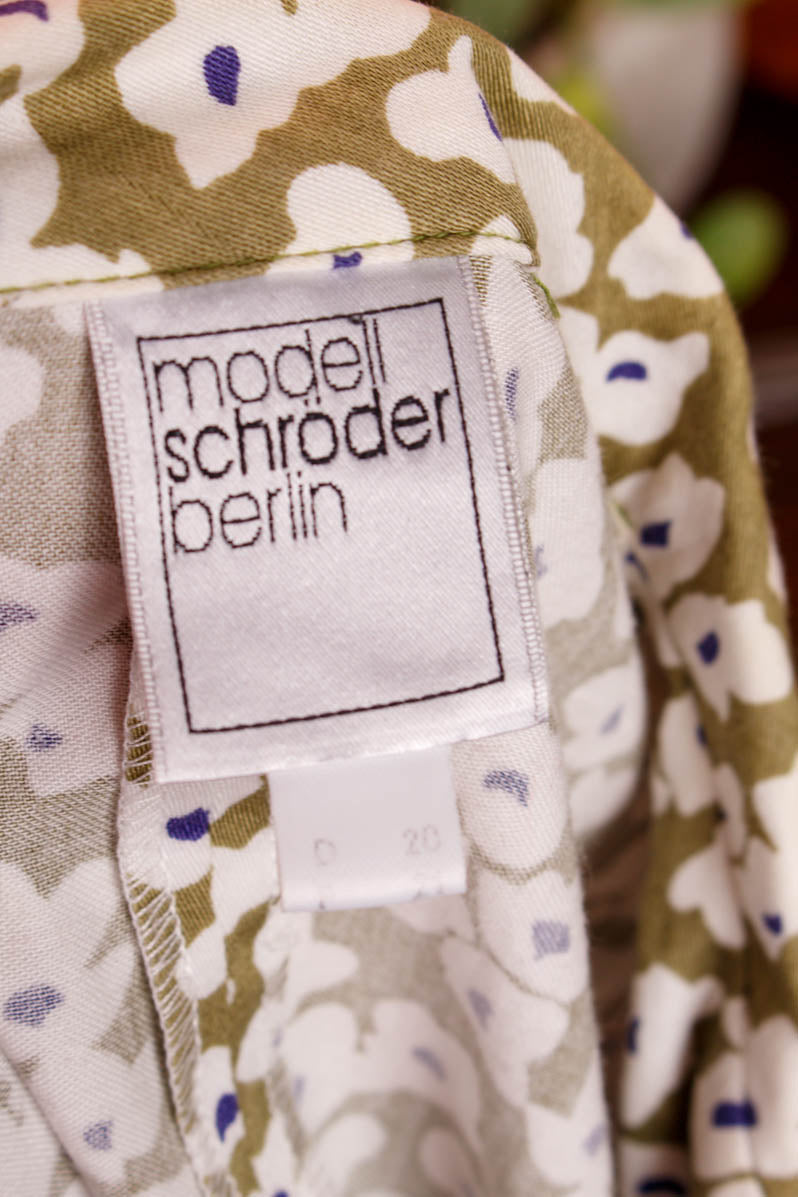 modell
schröder
berlin
D 20